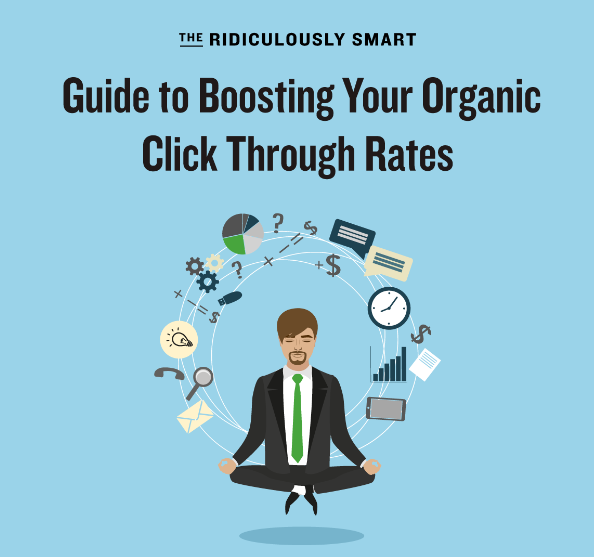 THE RIDICULOUSLY SMART
Guide to Boosting Your Organic
Click Through Rates